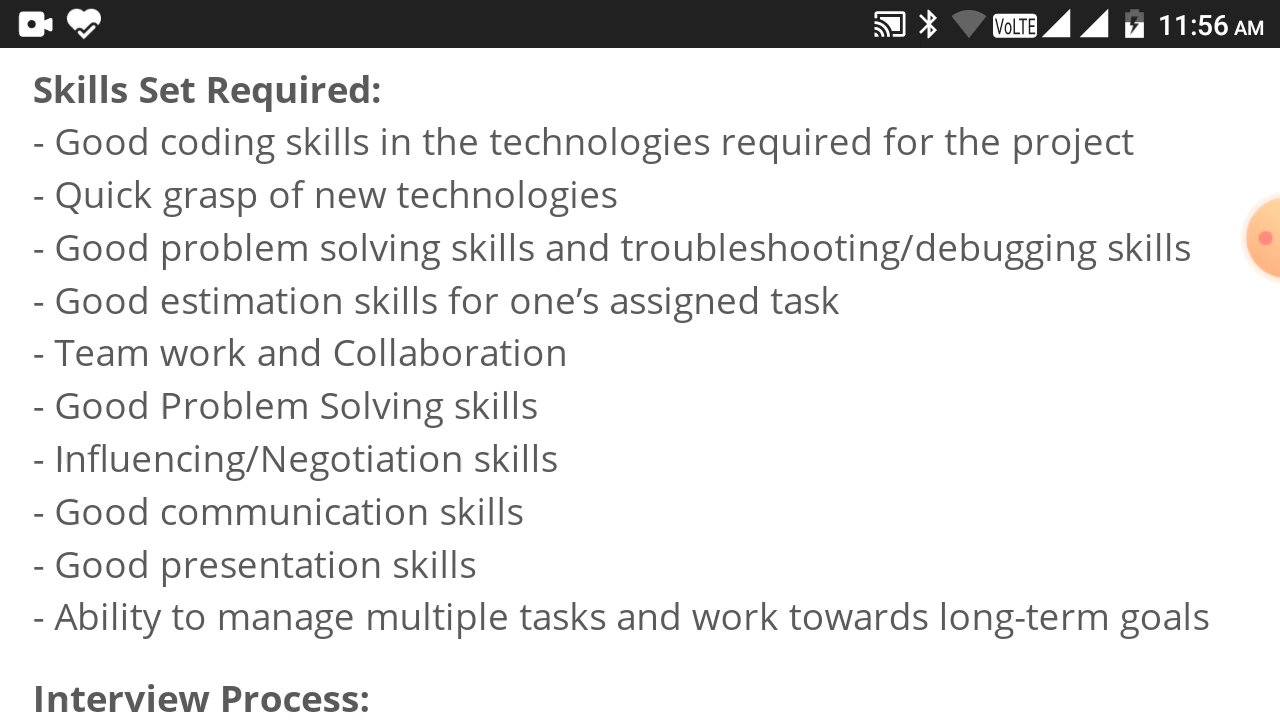 VoLTE 11:56 AM
Skills Set Required:
- Good coding skills in the technologies required for the project
- Quick grasp of new technologies
- Good problem solving skills and troubleshooting/debugging skills
- Good estimation skills for one’s assigned task
- Team work and Collaboration
- Good Problem Solving skills
- Influencing/Negotiation skills
- Good communication skills
- Good presentation skills
- Ability to manage multiple tasks and work towards long-term goals
Interview Process: